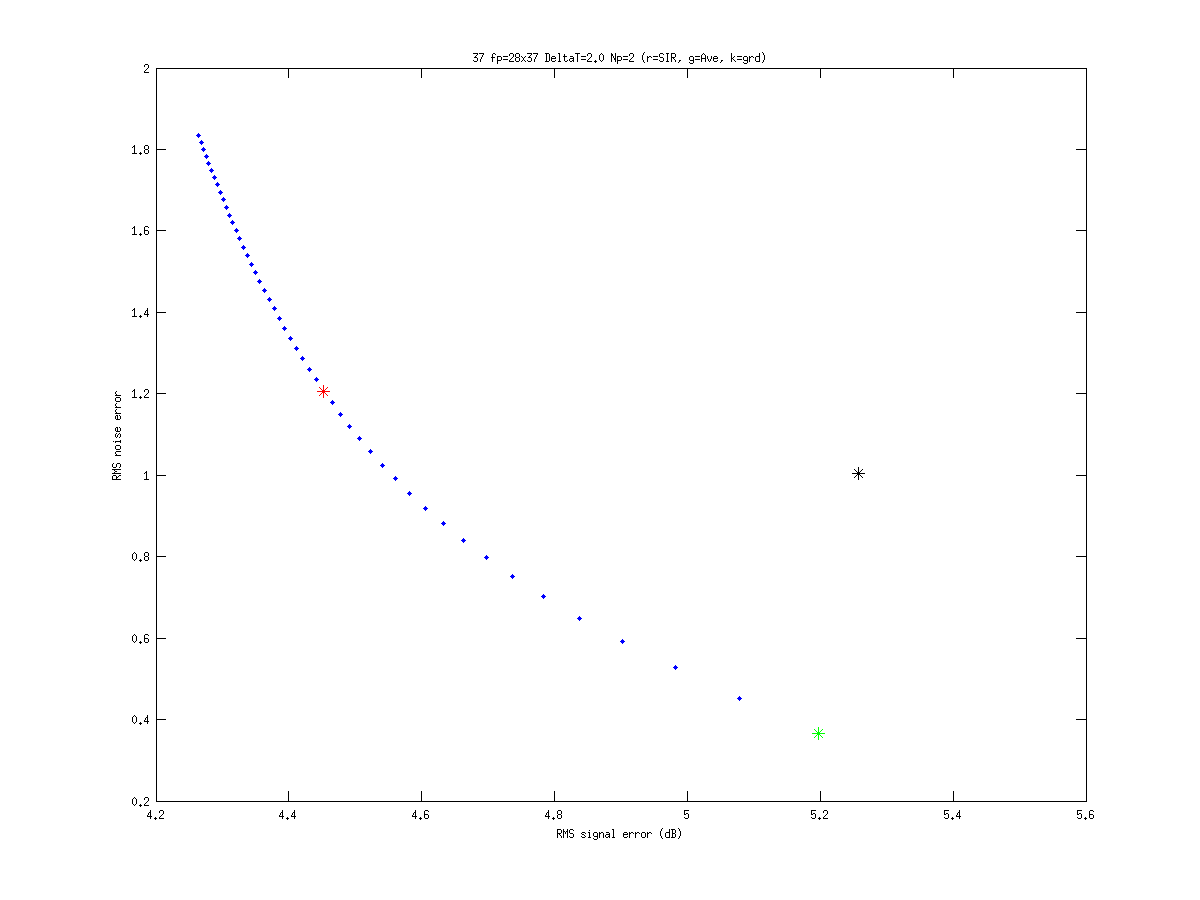 37 fp=28x37 DeltaT=2.0 Np=2 (r=SIR, g=Ave, k=grd)
2
1.8
1.6
1.4
1.2
1
0.8
0.6
0.4
0.2
RMS noise error
4.2 4.4 4.6 4.8 5 5.2 5.4 5.6
RMS signal error (dB)